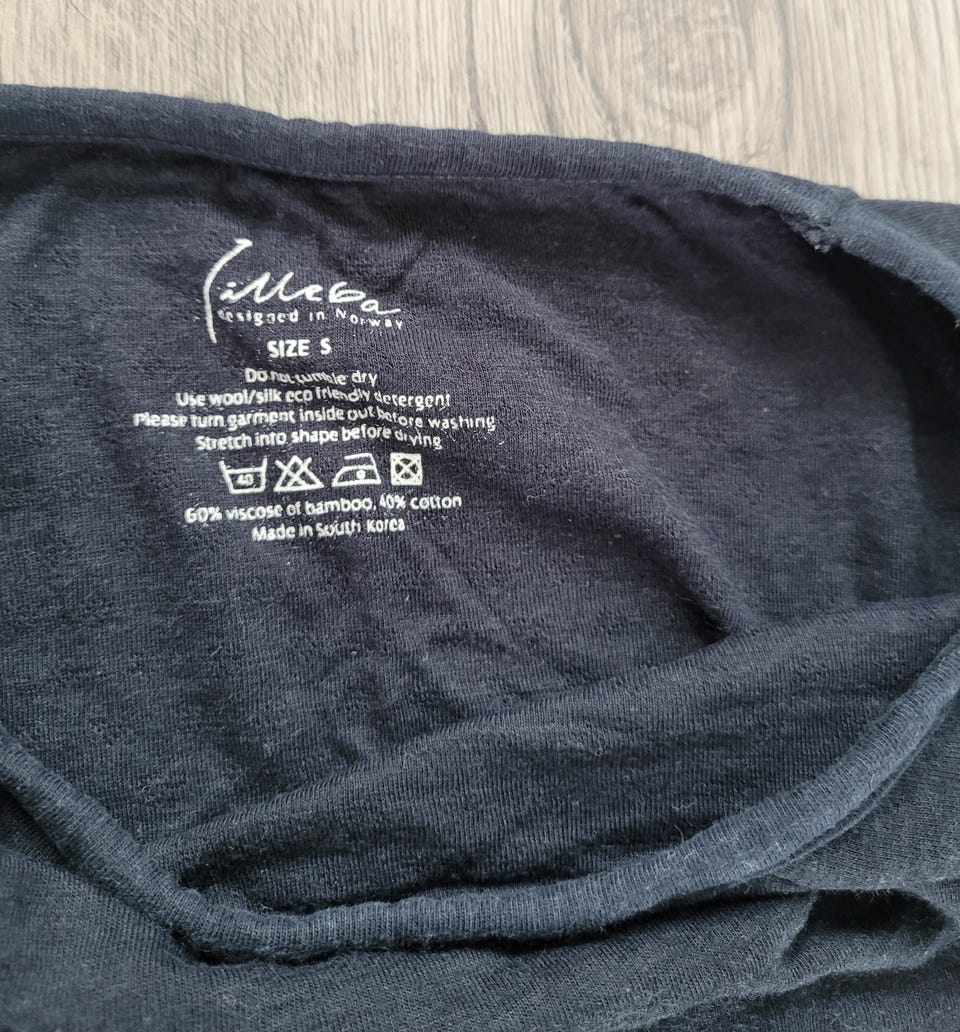 Lilleba
designed in Norway
SIZE S
Do not tumble dry
Use wool/silk eco friendly detergent
Please turn garment inside out before washing
Stretch into shape before drying
40
60% viscose of bamboo, 40% cotton
Made in South Korea